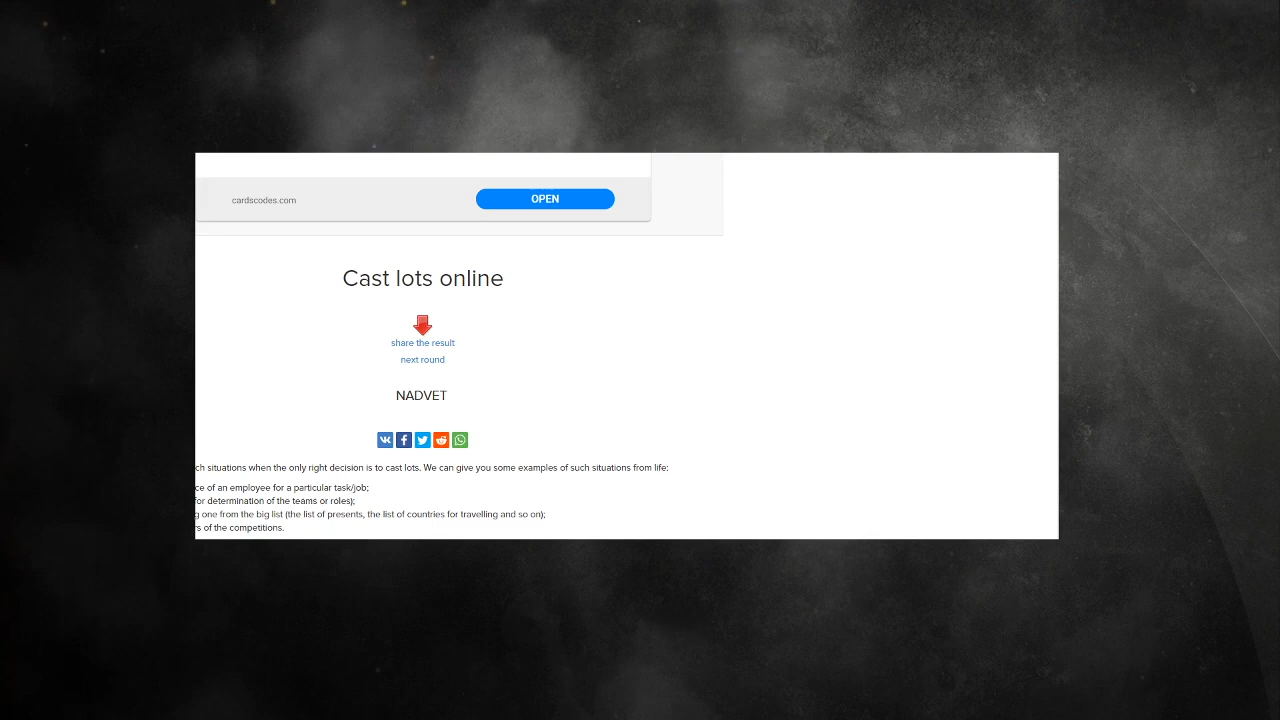 cardscodes.com
OPEN
Cast lots online
share the result
next round
NADVET
ch situations when the only right decision is to cast lots. We can give you some examples of such situations from life:
ce of an employee for a particular task/job;
for determination of the teams or roles);
g one from the big list (the list of presents, the list of countries for travelling and so on);
rs of the competitions.